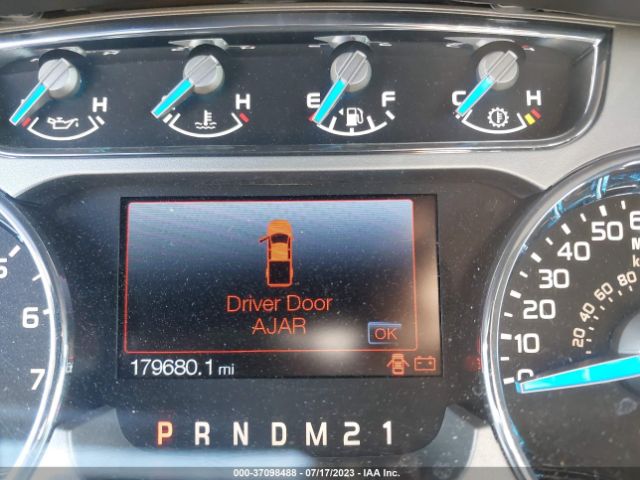 H
H
E F
C H
Driver Door
AJAR
OK
179680.1 mi
P R N D M 2 1
5
6
7
0
10
20
30
40
50
60
M
k
20
40
60
80
000-37098488 - 07/17/2023 - IAA Inc.